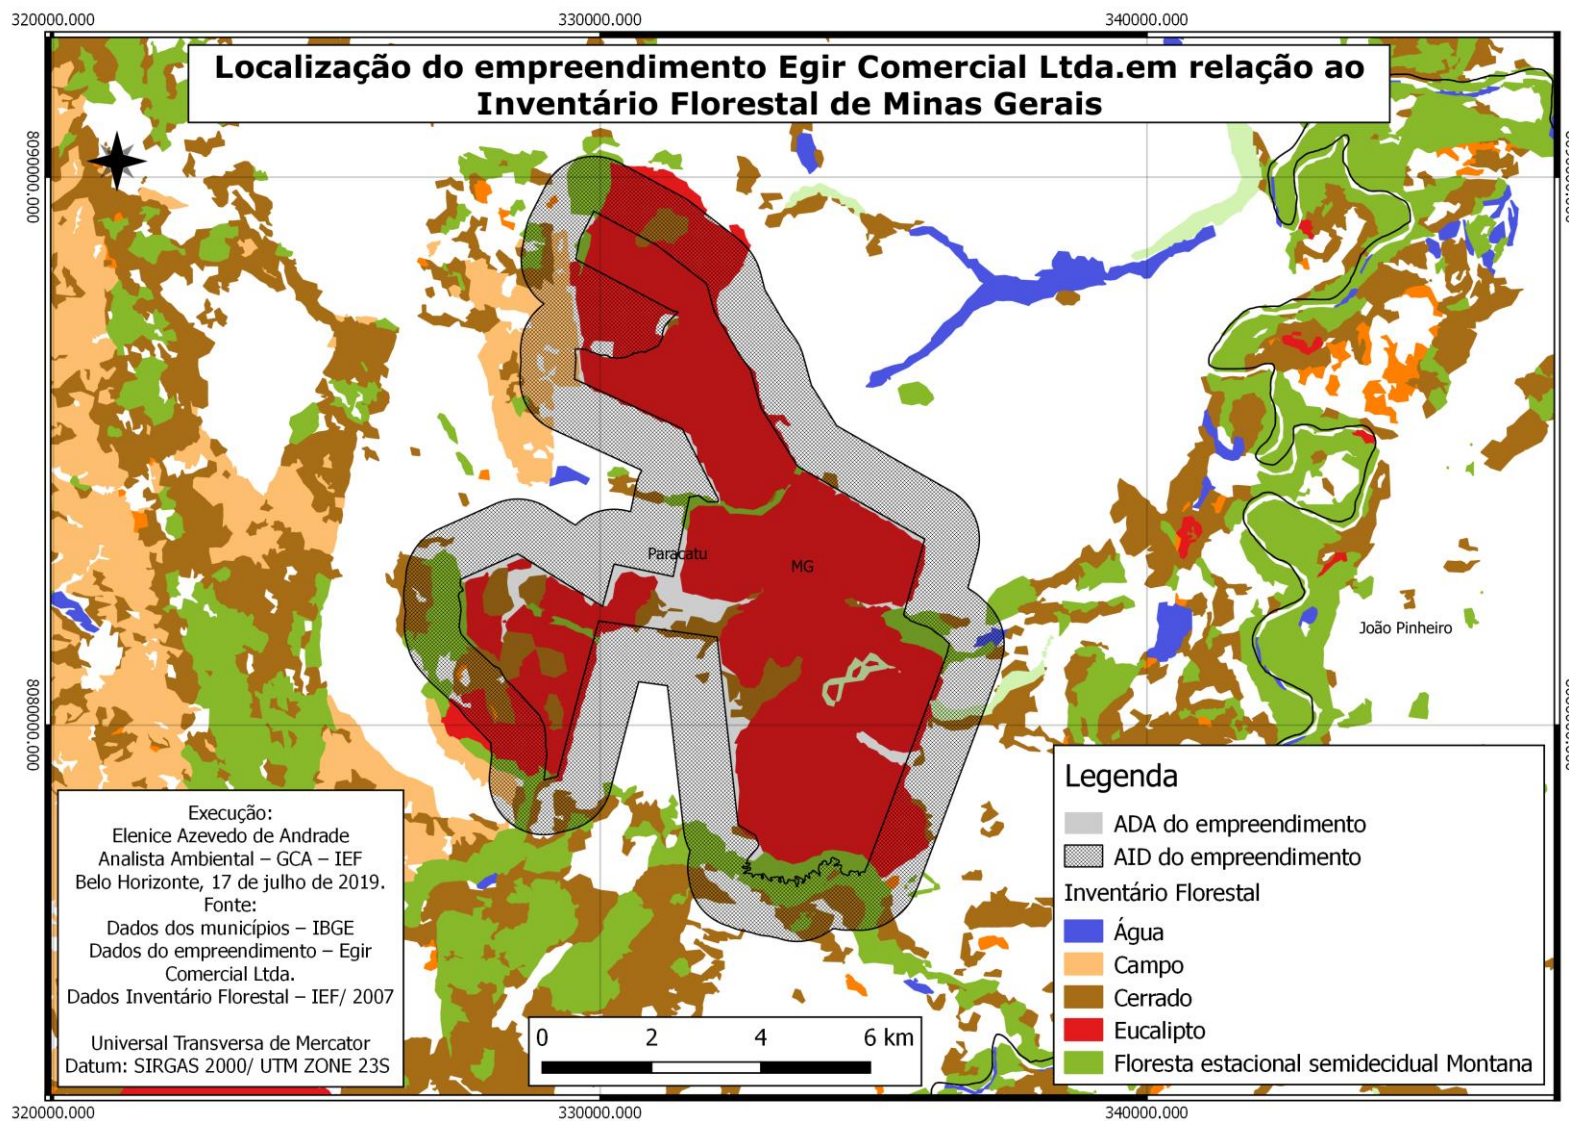 320000.000
330000.000
340000.000
Localização do empreendimento Egir Comercial Ltda.em relação ao
Inventário Florestal de Minas Gerais
8090000.000
8090000.000
Paracatu
MG
João Pinheiro
8080000.000
8080000.000
Execução:
Elenice Azevedo de Andrade
Analista Ambiental – GCA – IEF
Belo Horizonte, 17 de julho de 2019.
Fonte:
Dados dos municípios – IBGE
Dados do empreendimento – Egir
Comercial Ltda.
Dados Inventário Florestal – IEF/ 2007
Universal Transversa de Mercator
Datum: SIRGAS 2000/ UTM ZONE 23S
0
2
4
6 km
Legenda
ADA do empreendimento
AID do empreendimento
Inventário Florestal
Água
Campo
Cerrado
Eucalipto
Floresta estacional semidecidual Montana
320000.000
330000.000
340000.000